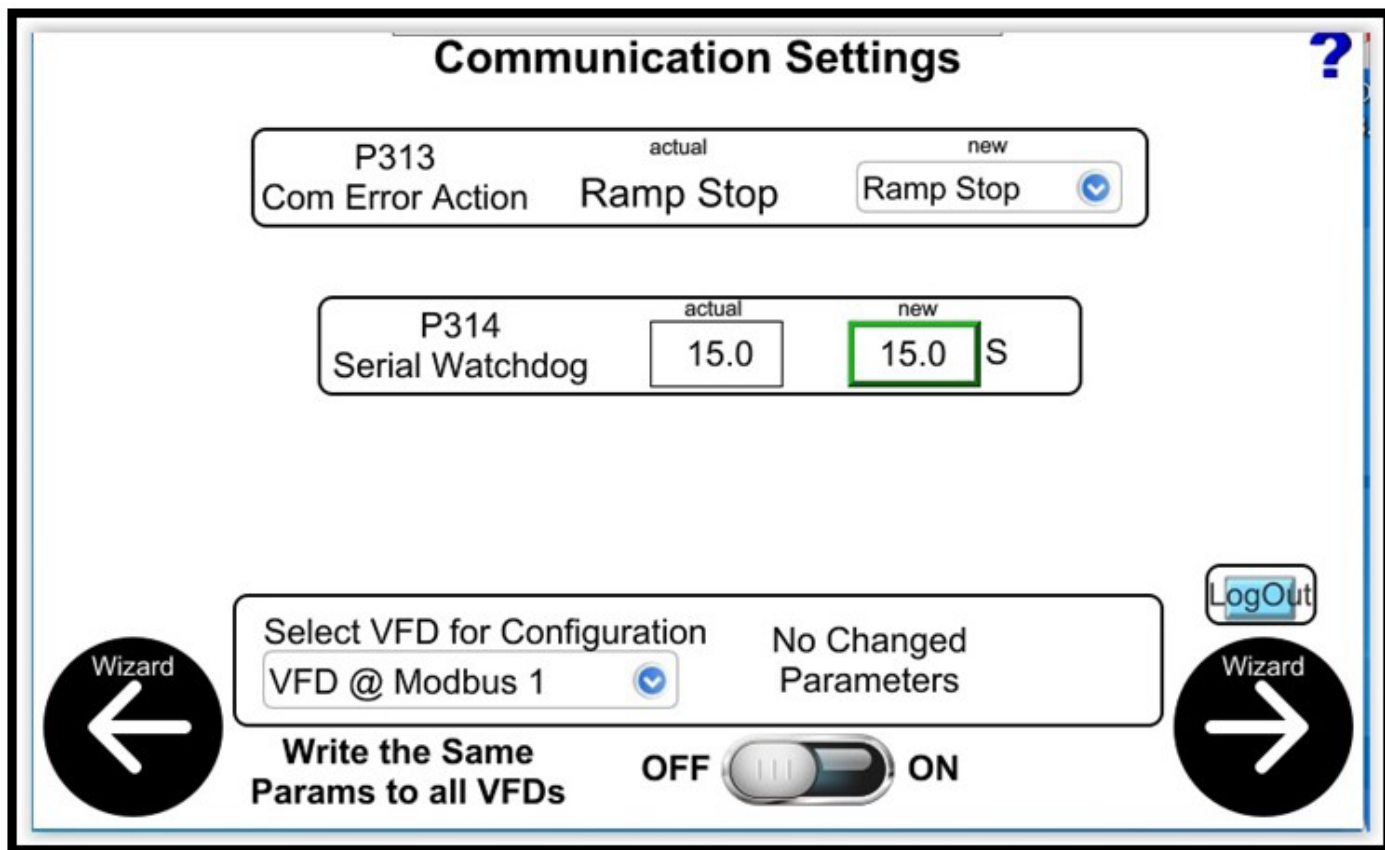 Communication Settings
?
P313
Com Error Action
actual
Ramp Stop
new
Ramp Stop
P314
Serial Watchdog
actual
15.0
new
15.0 S
LogOut
Select VFD for Configuration
VFD @ Modbus 1
No Changed
Parameters
Wizard
Wizard
Write the Same
Params to all VFDs
OFF
ON